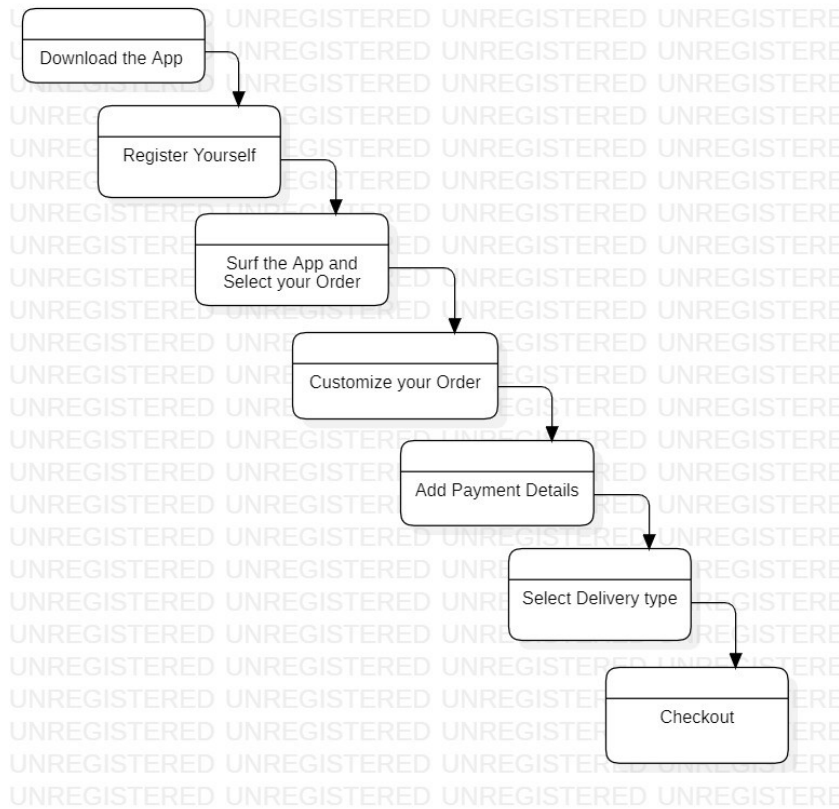 Download the App
Register Yourself
Surf the App and
Select your Order
Customize your Order
Add Payment Details
Select Delivery type
Checkout
UNREGISTERED